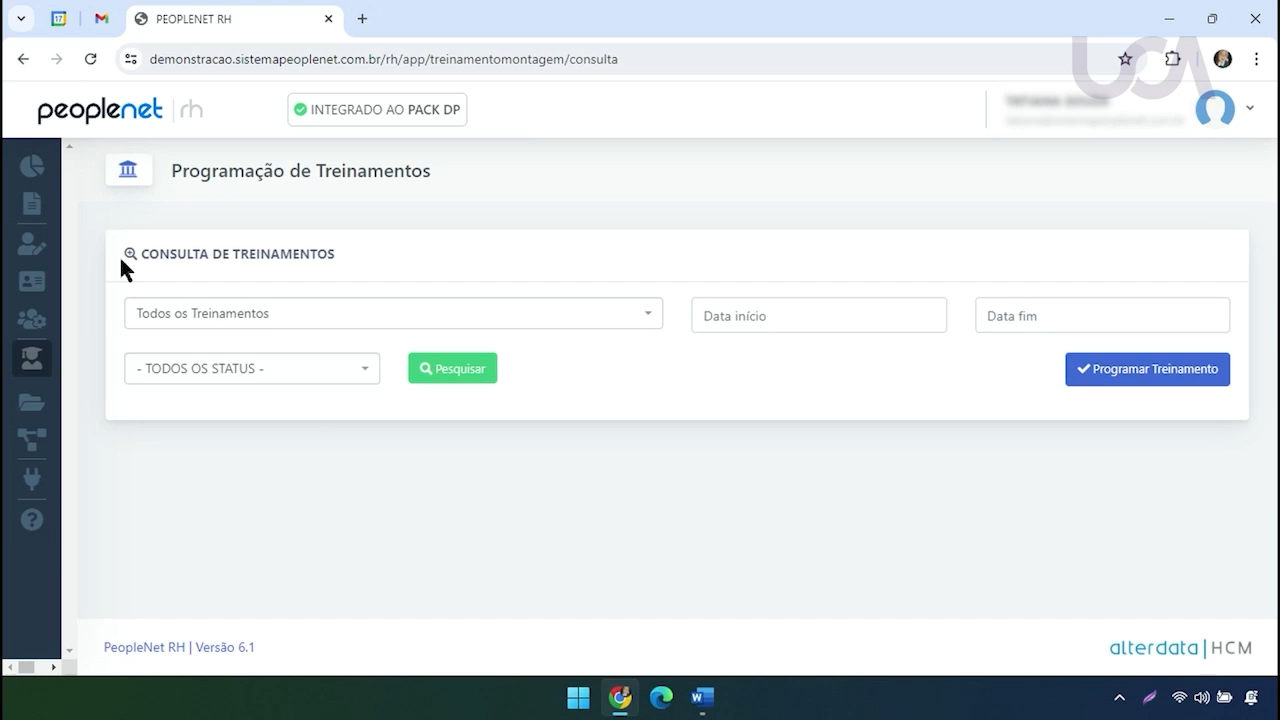 17
PEOPLENET RH
demonstracao.sistemapeoplenet.com.br/rh/app/treinamentomontagem/consulta
UCA
peoplenet | rh
INTEGRADO AO PACK DP
Programação de Treinamentos
CONSULTA DE TREINAMENTOS
Todos os Treinamentos
Data início
Data fim
- TODOS OS STATUS -
Pesquisar
Programar Treinamento
PeopleNet RH | Versão 6.1
alterdata | HCM